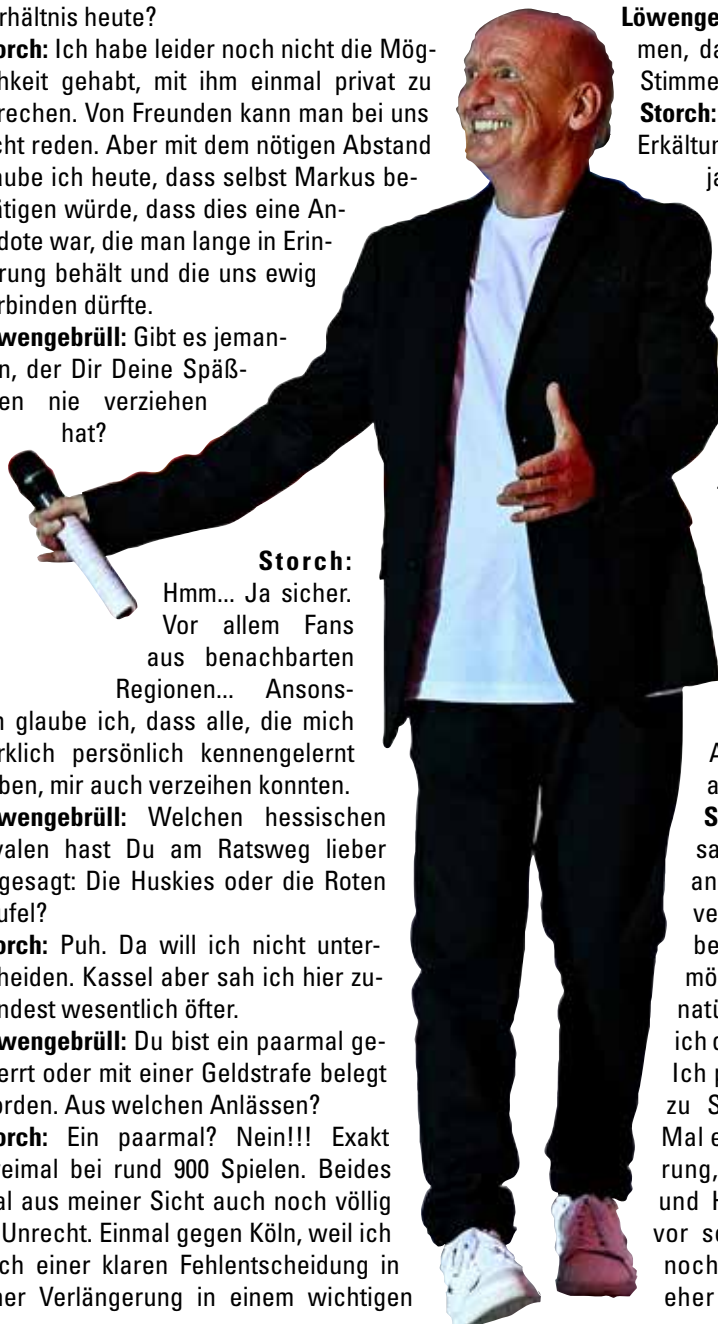 rhältnis heute?
orch: Ich habe leider noch nicht die Mög-
hkeit gehabt, mit ihm einmal privat zu
rechen. Von Freunden kann man bei uns
cht reden. Aber mit dem nötigen Abstand
aube ich heute, dass selbst Markus be-
ätigen würde, dass dies eine An-
dote war, die man lange in Erin-
rung behält und die uns ewig
rbinden dürfte.
wengebrüll: Gibt es jeman-
n, der Dir Deine Späß-
en nie verziehen
hat?
Storch:
Hmm... Ja sicher.
Vor allem Fans
aus benachbarten
Regionen... Ansons-
n glaube ich, dass alle, die mich
rklich persönlich kennengelernt
ben, mir auch verzeihen konnten.
wengebrüll: Welchen hessischen
valen hast Du am Ratsweg lieber
gesagt: Die Huskies oder die Roten
ufel?
orch: Puh. Da will ich nicht unter-
heiden. Kassel aber sah ich hier zu-
ndest wesentlich öfter.
wengebrüll: Du bist ein paarmal ge-
errt oder mit einer Geldstrafe belegt
orden. Aus welchen Anlässen?
orch: Ein paarmal? Nein!!! Exakt
eimal bei rund 900 Spielen. Beides
al aus meiner Sicht auch noch völlig
Unrecht. Einmal gegen Köln, weil ich
ch einer klaren Fehlentscheidung in
ner Verlängerung in einem wichtigen
Löwenge
men, da
Stimme
Storch:
Erkältun
ja
A
a
S
sa
an
ve
be
mö
natü
ich d
Ich p
zu S
Mal e
rung,
und H
vor se
noch
eher